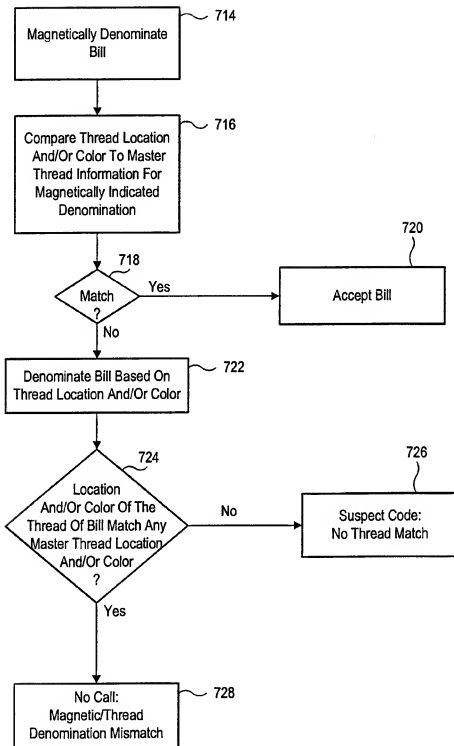 714
Magnetically Denominate
Bill
716
Compare Thread Location
And/Or Color To Master
Thread Information For
Magnetically Indicated
Denomination
718
Match
?
Yes
No
720
Accept Bill
722
Denominate Bill Based On
Thread Location And/Or Color
724
Location
And/Or Color Of The
Thread Of Bill Match Any
Master Thread Location
And/Or Color
?
No
Yes
726
Suspect Code:
No Thread Match
728
No Call:
Magnetic/Thread
Denomination Mismatch